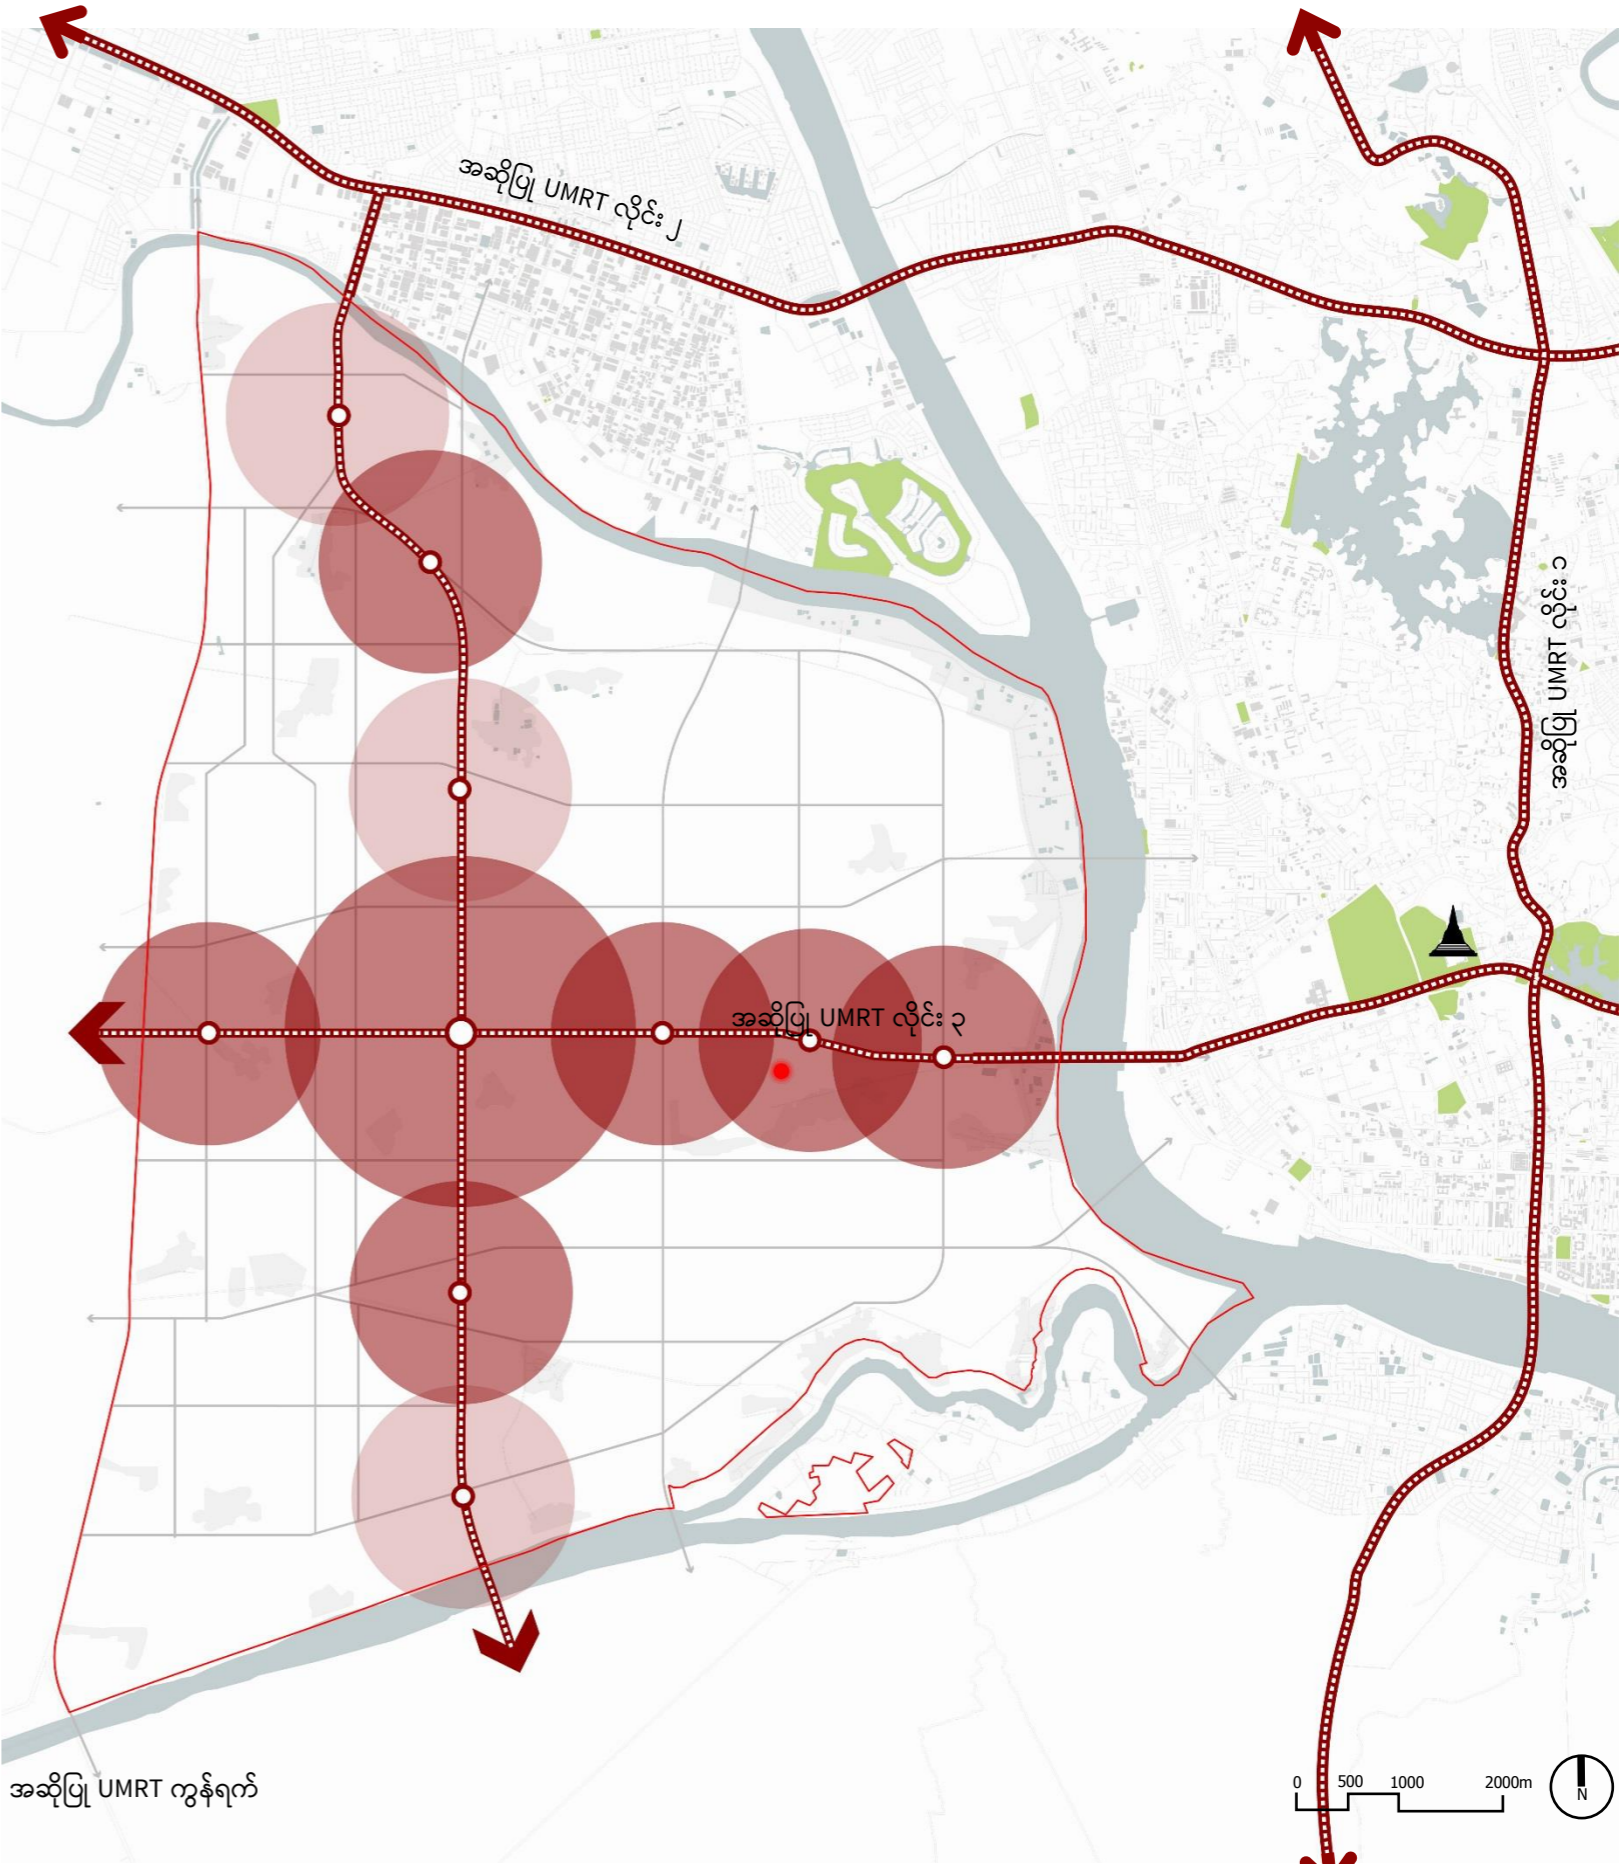 အဆိုပြု UMRT လိုင်း ၂
အဆိုပြု UMRT လိုင်း ၁
အဆိုပြု UMRT လိုင်း ၃
အဆိုပြု UMRT ကွန်ရက်
0 500 1000 2000m
N